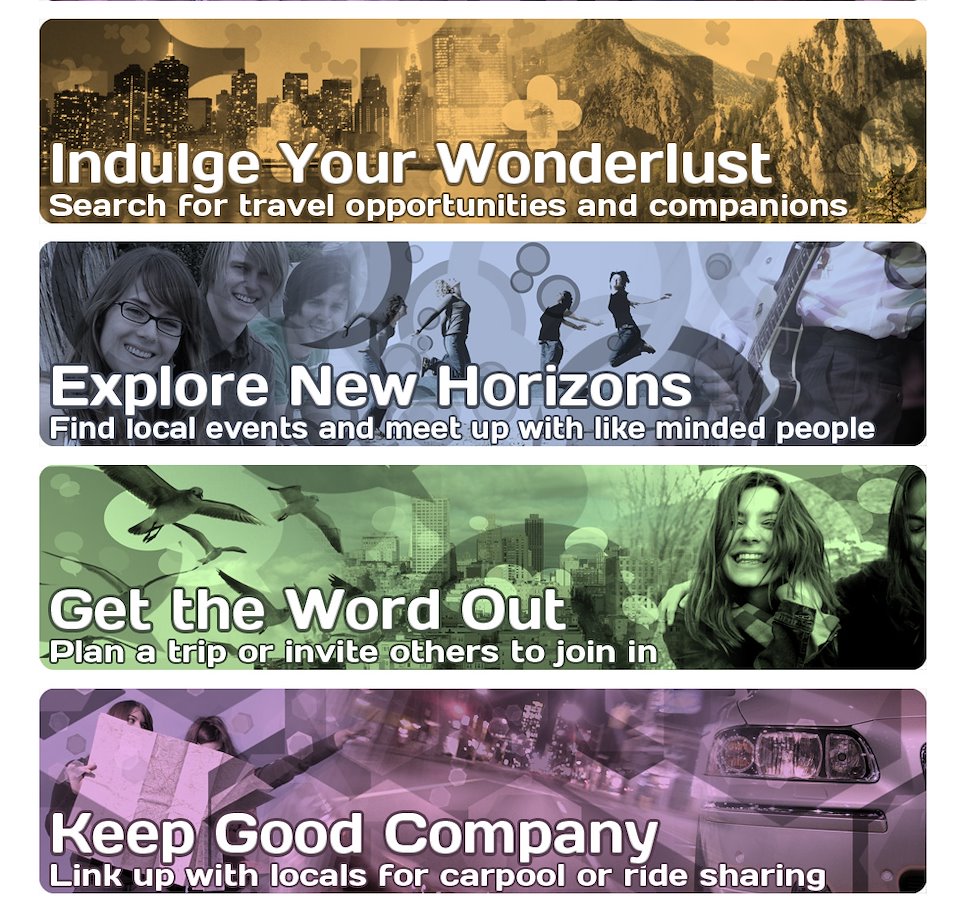 Indulge Your Wonderlust
Search for travel opportunities and companions
Explore New Horizons
Find local events and meet up with like minded people
Get the Word Out
Plan a trip or invite others to join in
Keep Good Company
Link up with locals for carpool or ride sharing